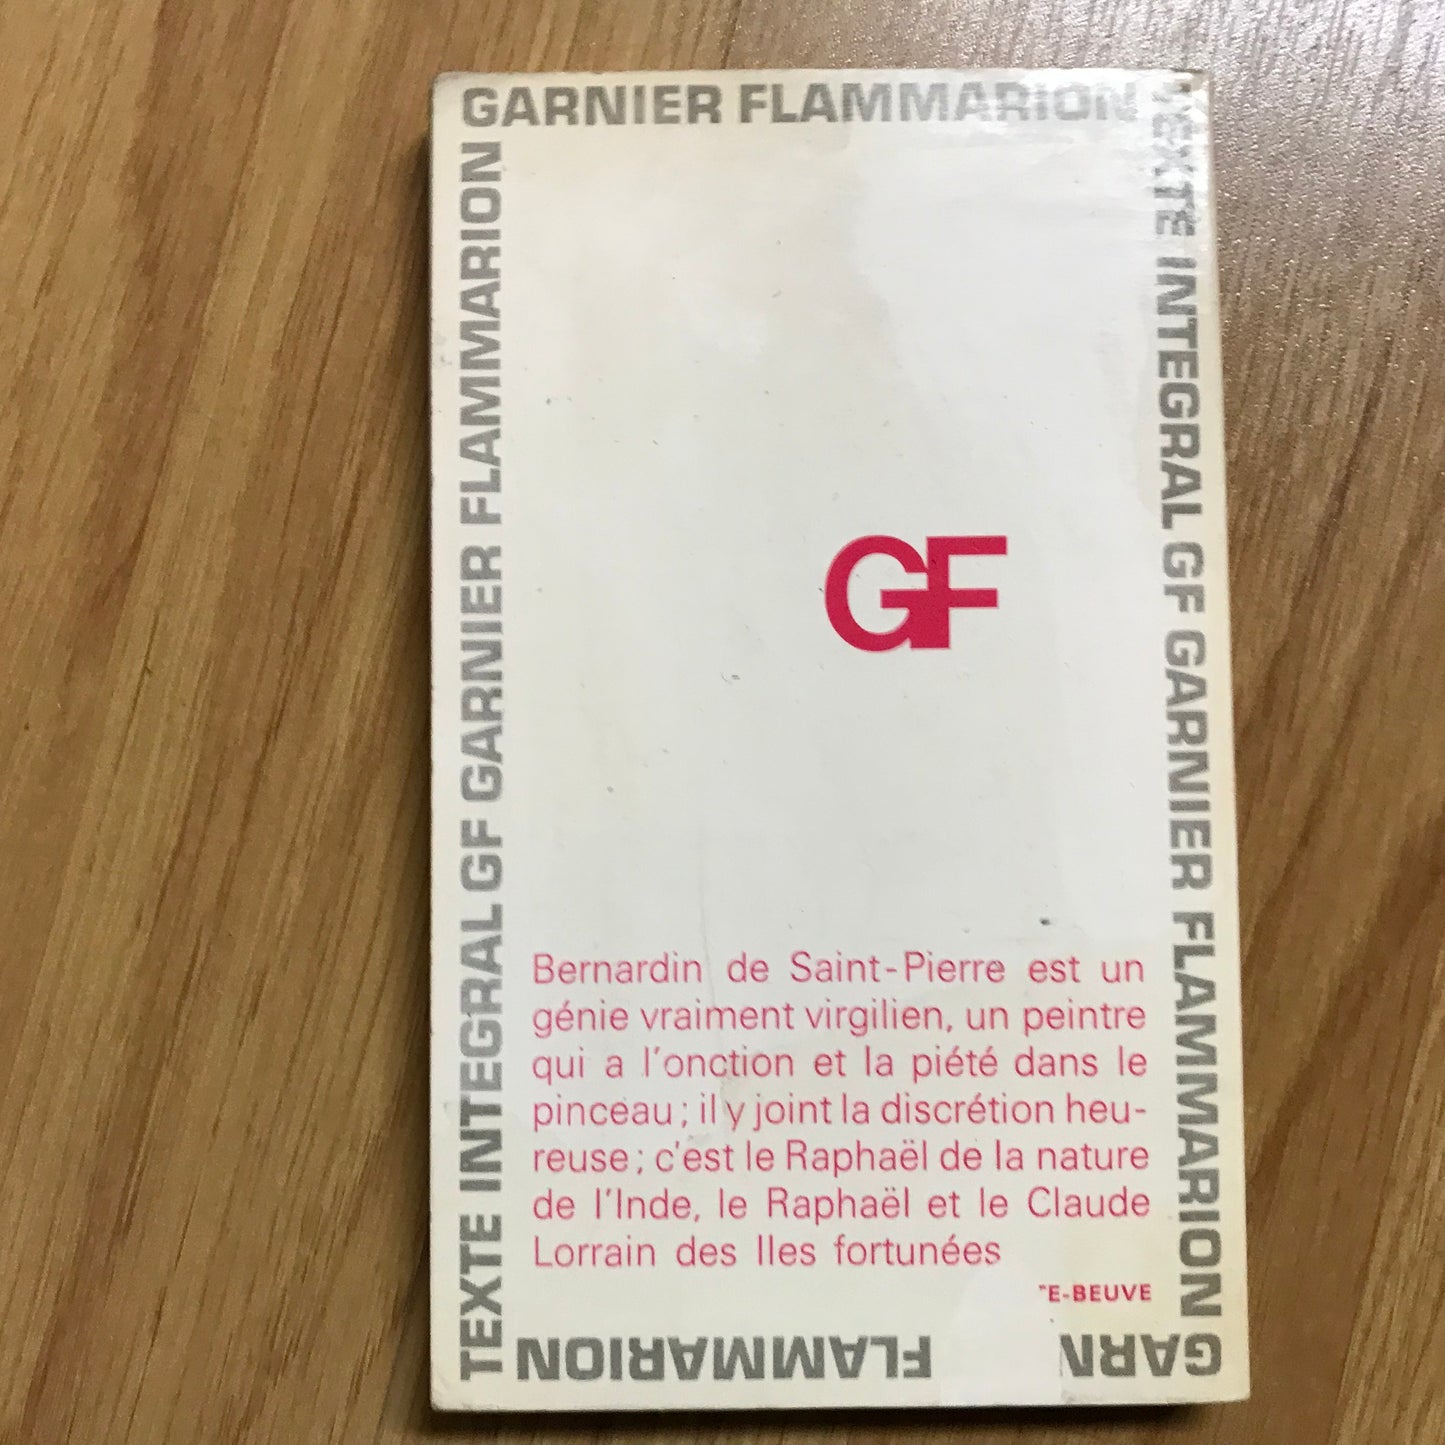 GARNIER FLAMMARION
TEXTE INTEGRAL GF GARNIER FLAMMARION
TEXTE INTEGRAL GF GARNIER FLAMMARION
GF
Bernardin de Saint-Pierre est un
génie vraiment virgilien, un peintre
qui a l'onction et la piété dans le
pinceau ; il y joint la discrétion heu-
reuse ; c'est le Raphaël de la nature
de l'Inde, le Raphaël et le Claude
Lorrain des Iles fortunées
E-BEUVE
GARN FLAMMARION